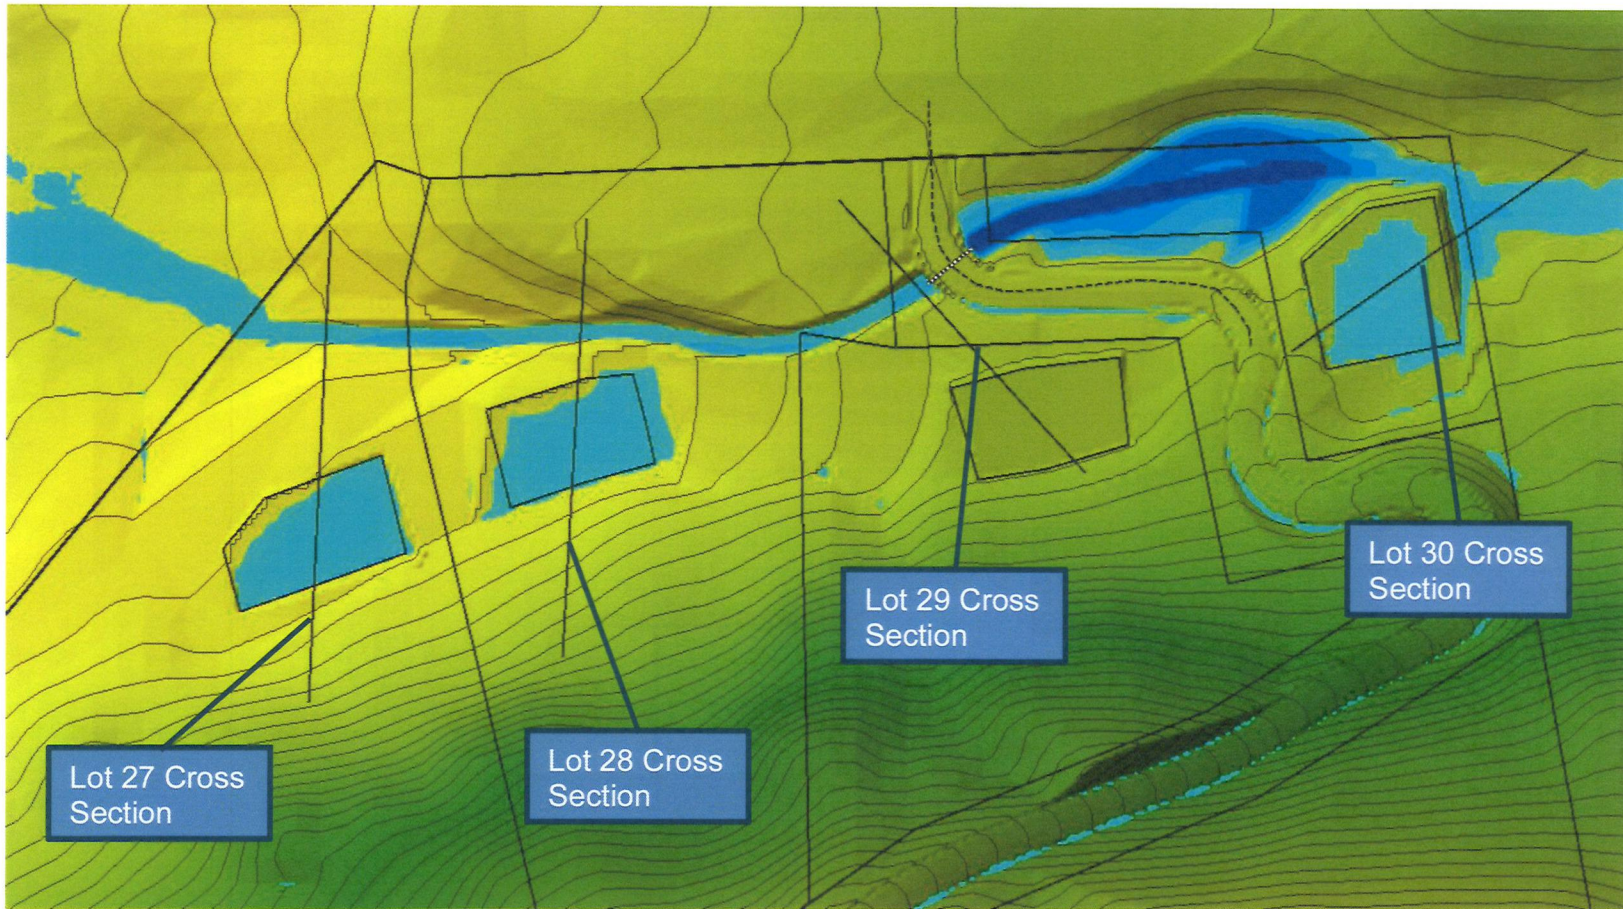 Lot 27 Cross
Section
Lot 28 Cross
Section
Lot 29 Cross
Section
Lot 30 Cross
Section